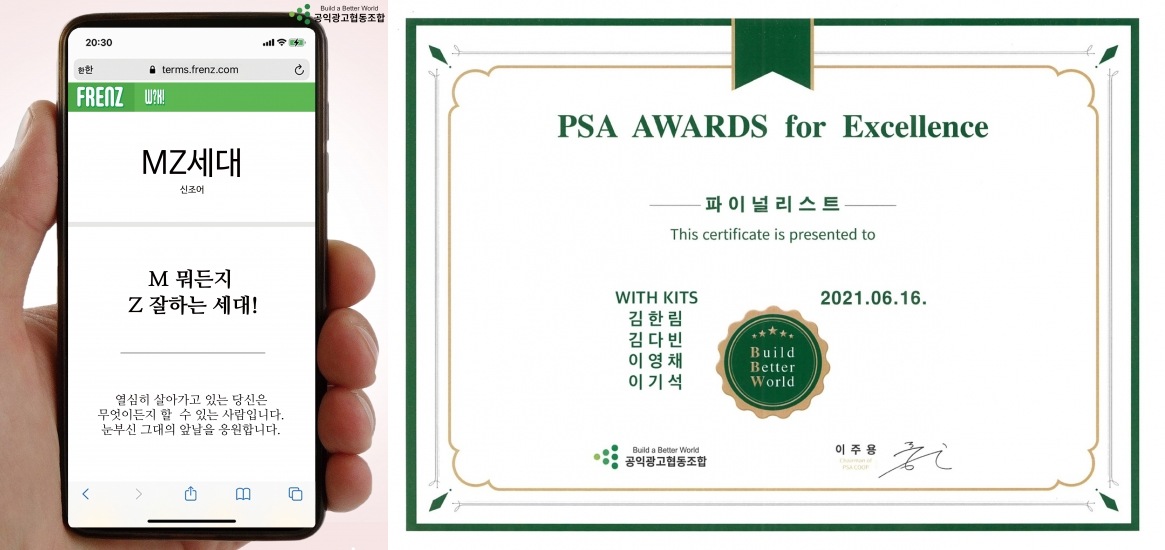 Build a Better World
공익광고협동조합
20:30
한한
terms.frenz.com
FRENZ W?K!
MZ세대
신조어
M 뭐든지
Z 잘하는 세대!
열심히 살아가고 있는 당신은
무엇이든지 할 수 있는 사람입니다.
눈부신 그대의 앞날을 응원합니다.
PSA AWARDS for Excellence
파이널리스트
This certificate is presented to
WITH KITS
김한림
김다빈
이영채
이기석
2021.06.16.
Build
Better
World
Build a Better World
공익광고협동조합
이주용
Chairman of
PSA COOP